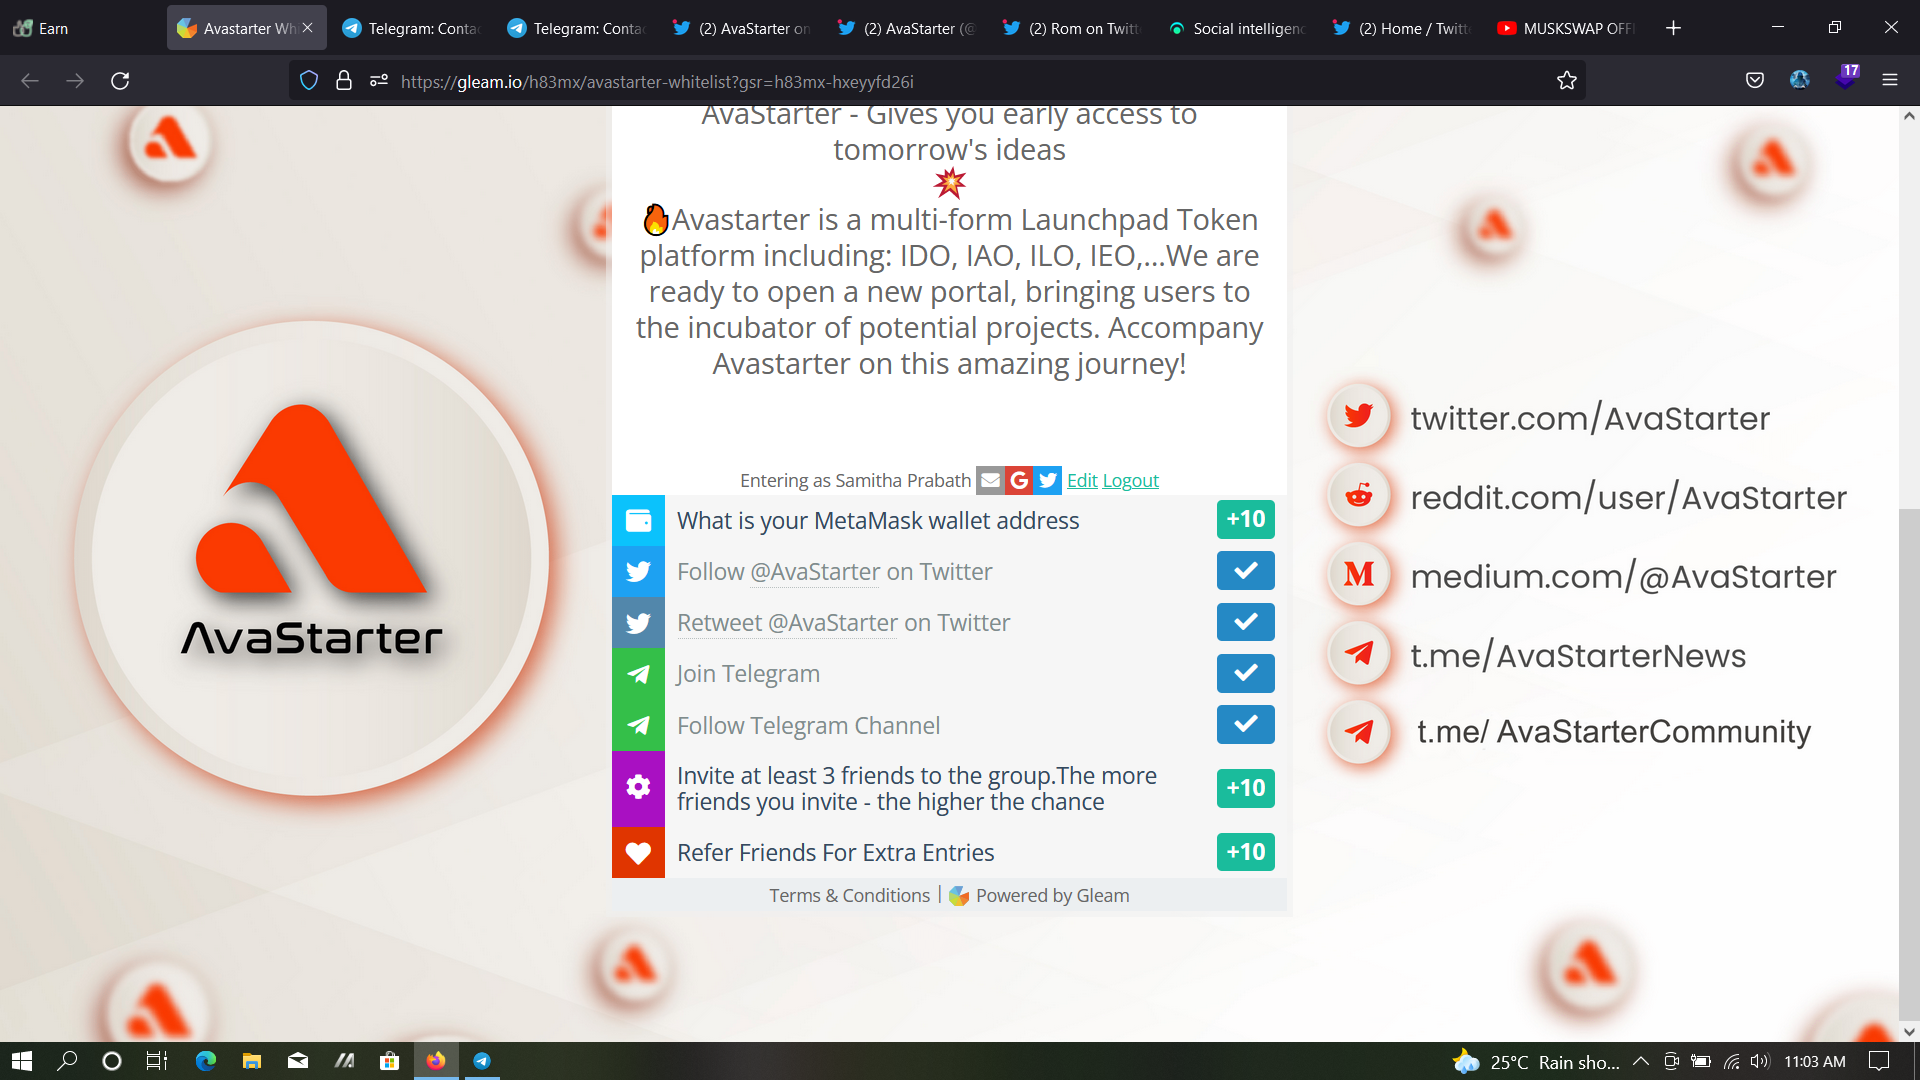 Earn
Avastarter Wh
Telegram: Conta
Telegram: Conta
(2) AvaStarter on
(2) AvaStarter (@
(2) Rom on Twitt
Social intelligenc
(2) Home / Twitt
MUSKSWAP OFF
https://gleam.io/h83mx/avastarter-whitelist?gsr=h83mx-hxeyyfd26i
17
AvaStarter - Gives you early access to
tomorrow's ideas
Avastarter is a multi-form Launchpad Token
platform including: IDO, IAO, ILO, IEO,...We are
ready to open a new portal, bringing users to
the incubator of potential projects. Accompany
Avastarter on this amazing journey!
Entering as Samitha Prabath Edit Logout
What is your MetaMask wallet address +10
Follow @AvaStarter on Twitter
Retweet @AvaStarter on Twitter
Join Telegram
Follow Telegram Channel
Invite at least 3 friends to the group.The more
friends you invite - the higher the chance +10
Refer Friends For Extra Entries +10
Terms & Conditions | Powered by Gleam
AvaStarter
twitter.com/AvaStarter
reddit.com/user/AvaStarter
medium.com/@AvaStarter
t.me/AvaStarterNews
t.me/ AvaStarterCommunity
25°C Rain sho...
11:03 AM